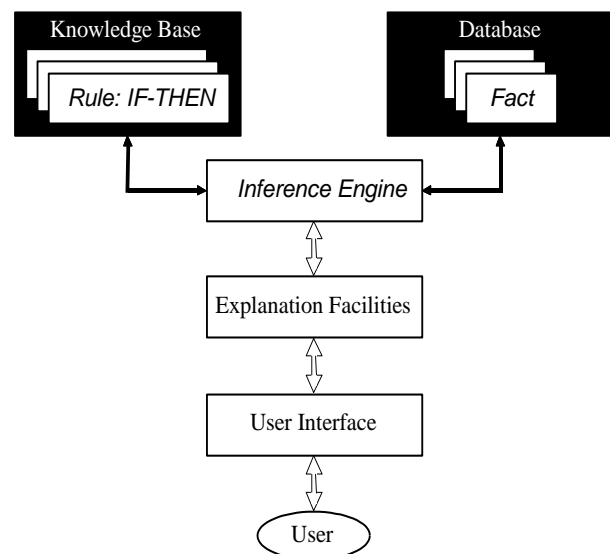 Knowledge Base
Rule: IF-THEN
Database
Fact
Inference Engine
Explanation Facilities
User Interface
User